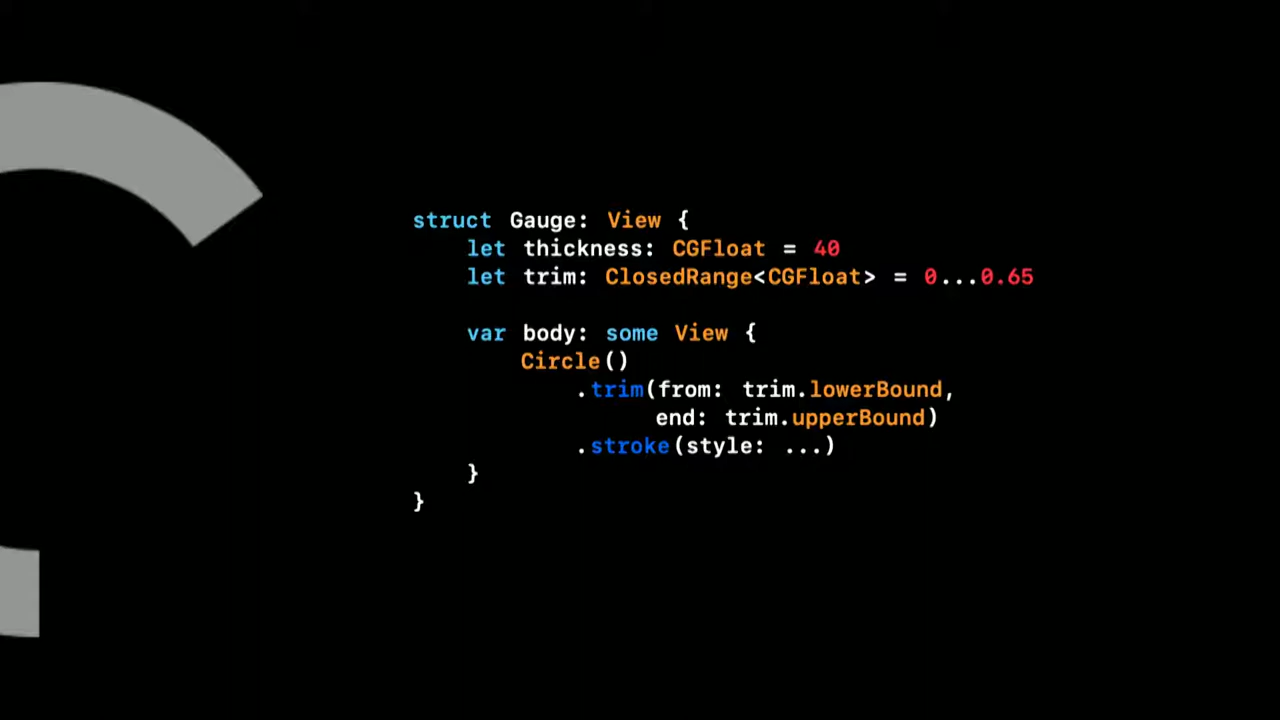 struct Gauge: View {
let thickness: CGFloat = 40
let trim: ClosedRange<CGFloat> = 0...0.65
var body: some View {
Circle()
.trim(from: trim.lowerBound,
end: trim.upperBound)
.stroke(style: ...)
}
}